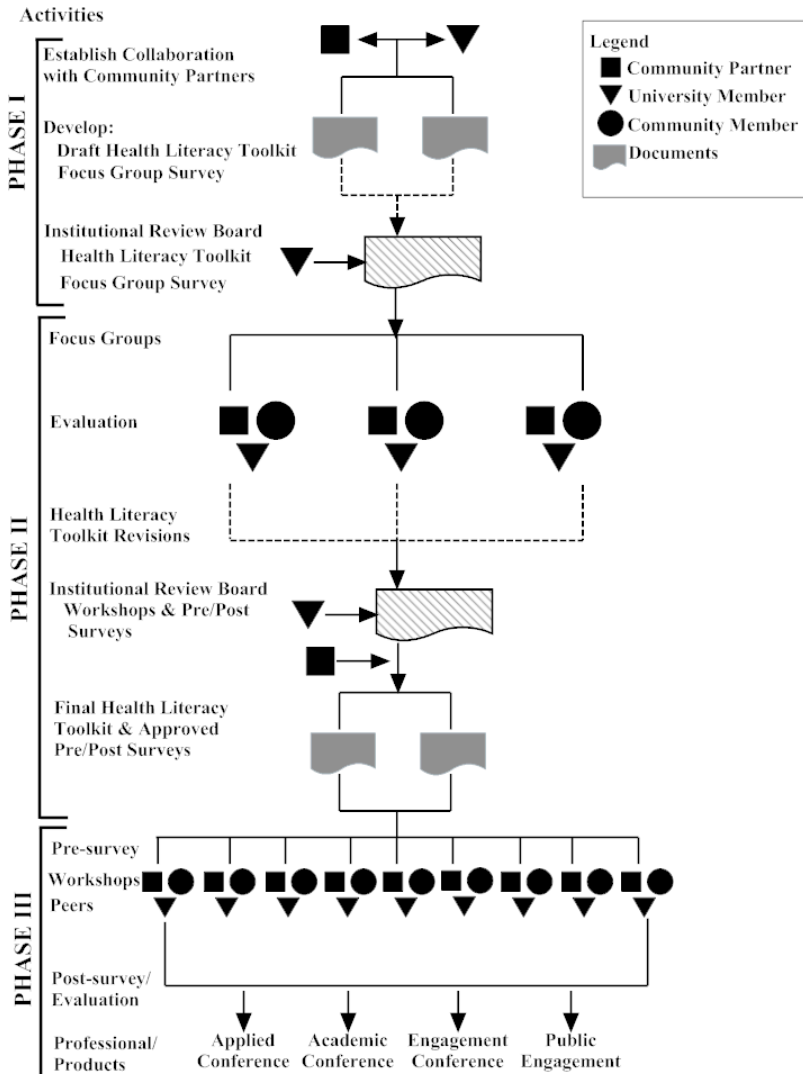 Activities
Legend
Community Partner
University Member
Community Member
Documents
PHASE I
Establish Collaboration
with Community Partners
Develop:
Draft Health Literacy Toolkit
Focus Group Survey
Institutional Review Board
Health Literacy Toolkit
Focus Group Survey
PHASE II
Focus Groups
Evaluation
Health Literacy
Toolkit Revisions
Institutional Review Board
Workshops & Pre/Post
Surveys
Final Health Literacy
Toolkit & Approved
Pre/Post Surveys
PHASE III
Pre-survey
Workshops
Peers
Post-survey/
Evaluation
Professional/
Products
Applied
Conference
Academic
Conference
Engagement
Conference
Public
Engagement